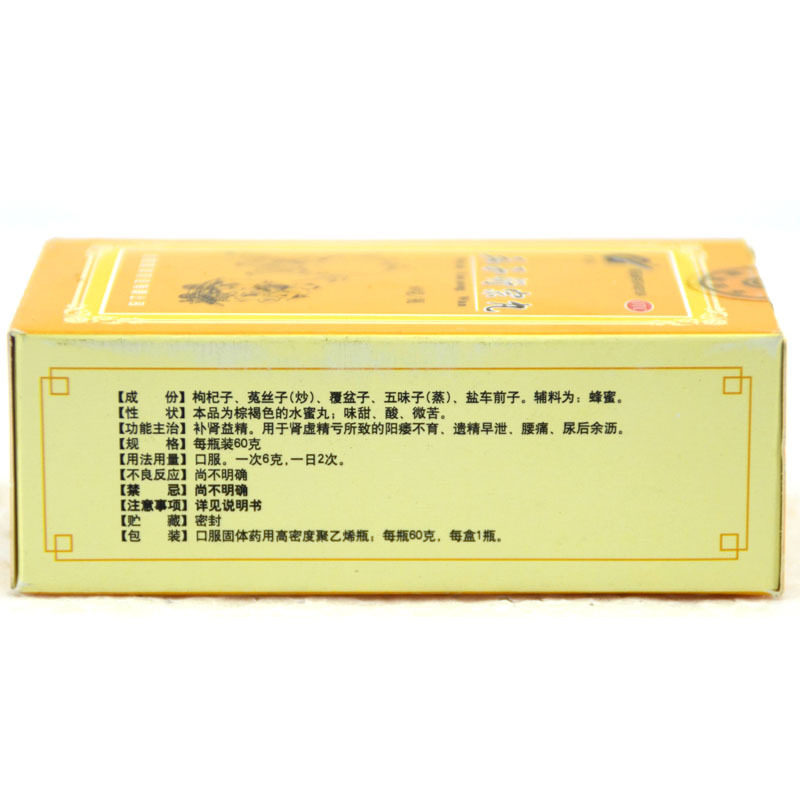 【成 份】枸杞子、菟丝子(炒)、覆盆子、五味子(蒸)、盐车前子。辅料为：蜂蜜。
【性 状】本品为棕褐色的水蜜丸；味甜、酸、微苦。
【功能主治】补肾益精。用于肾虚精亏所致的阳痿不育、遗精早泄、腰痛、尿后余沥。
【规 格】每瓶装60克
【用法用量】口服。一次6克，一日2次。
【不良反应】尚不明确
【禁 忌】尚不明确
【注意事项】详见说明书
【贮 藏】密封
【包 装】口服固体药用高密度聚乙烯瓶；每瓶60克，每盒1瓶。